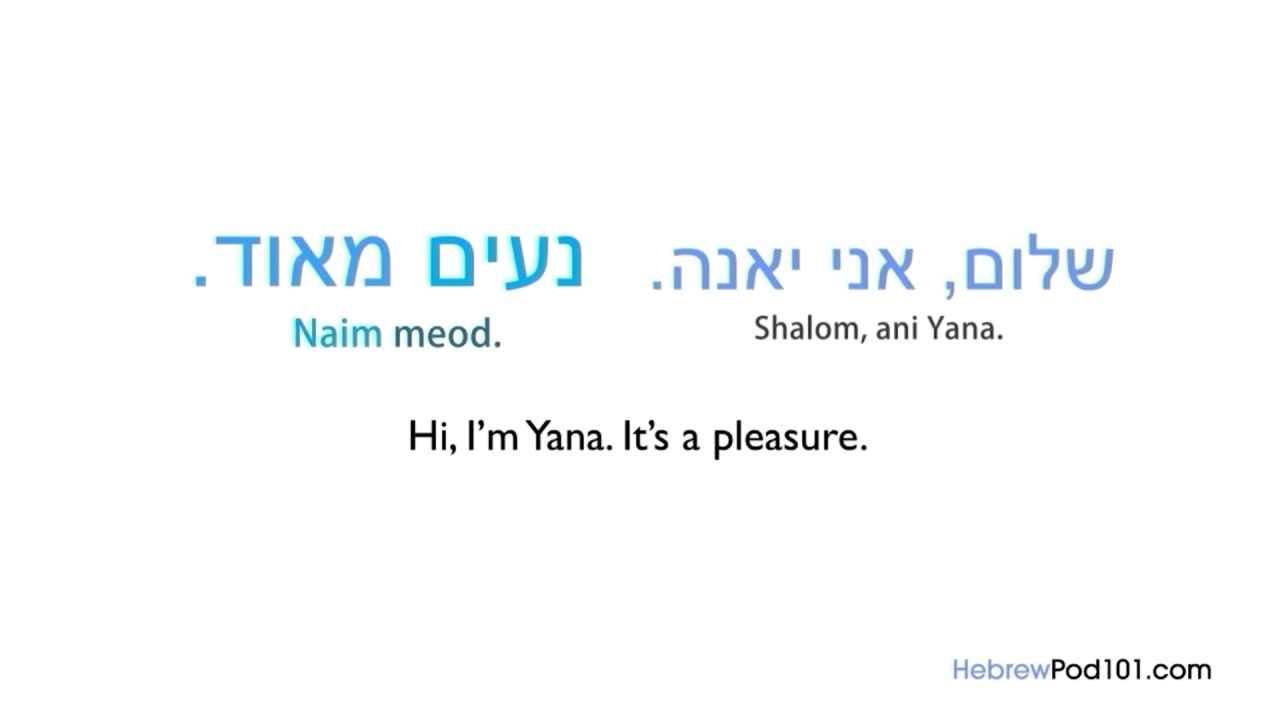 שלום, אני יאנה. נעים מאוד.
Naim meod. Shalom, ani Yana.
Hi, I'm Yana. It's a pleasure.
HebrewPod101.com